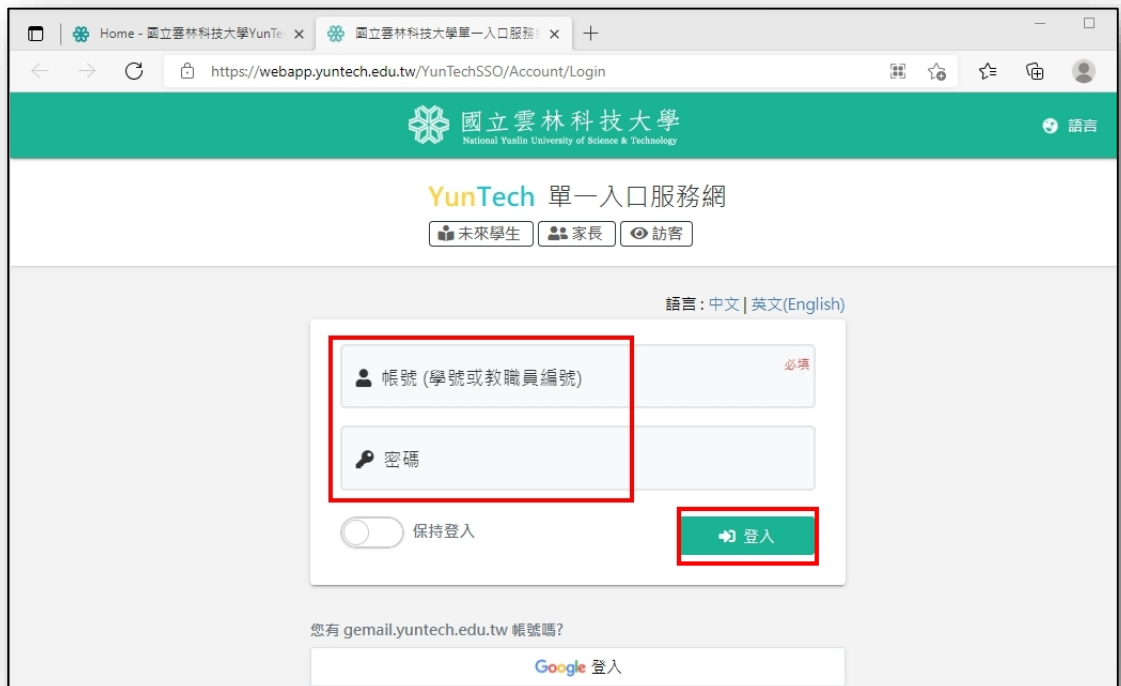 Home - 國立雲林科技大學YunTe
國立雲林科技大學單一入口服務
https://webapp.yuntech.edu.tw/YunTechSSO/Account/Login
國立雲林科技大學
National Yunlin University of Science & Technology
語言
YunTech 單一入口服務網
未來學生 家長 訪客
語言 : 中文 | 英文(English)
帳號 (學號或教職員編號) 必填
密碼
保持登入 登入
您有 gemail.yuntech.edu.tw 帳號嗎?
Google 登入